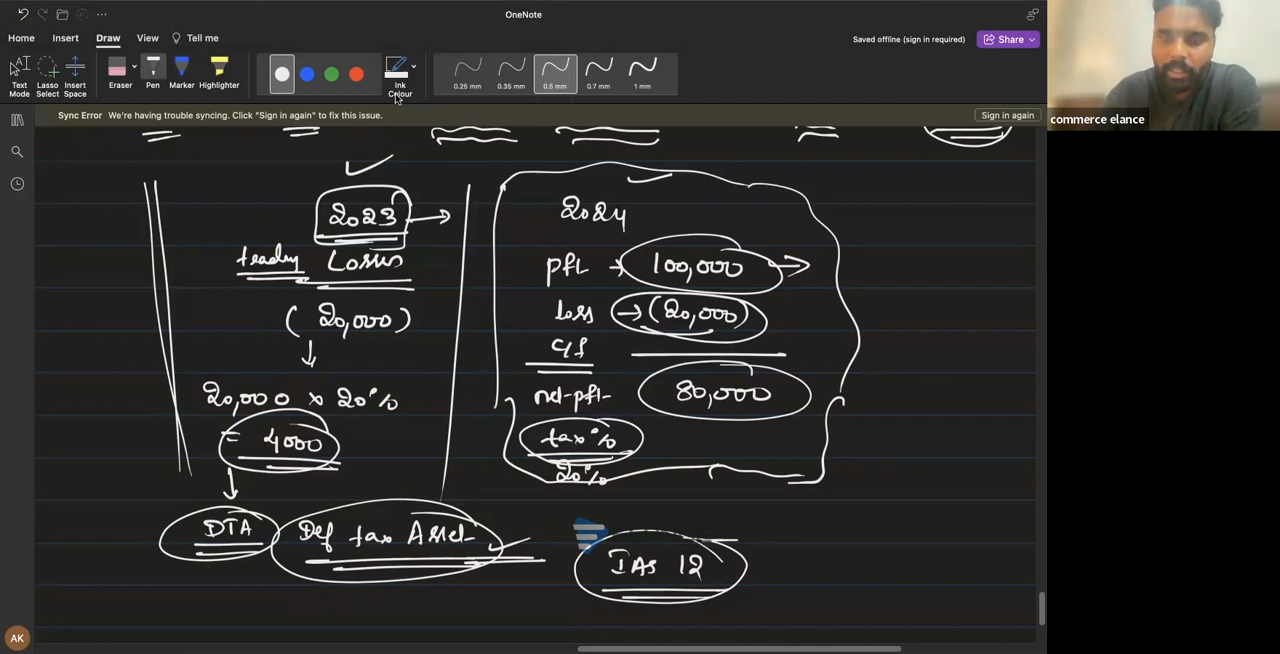 OneNote
Home Insert Draw View Tell me
Saved offline (sign in required)
Share
Text Mode
Lasso Select
Insert Space
Eraser
Pen
Marker
Highlighter
Ink Colour
0.25 mm
0.35 mm
0.5 mm
0.7 mm
1 mm
Sync Error We're having trouble syncing. Click "Sign in again" to fix this issue.
Sign in again
commerce elance
2023
Losses
(20,000)
20,000 x 20%
= 4000
DTA Def tax Asset
2024
pft → 100,000
loss → (20,000)
c/f
net-pft 80,000
tax%
20%
IAS 12
AK